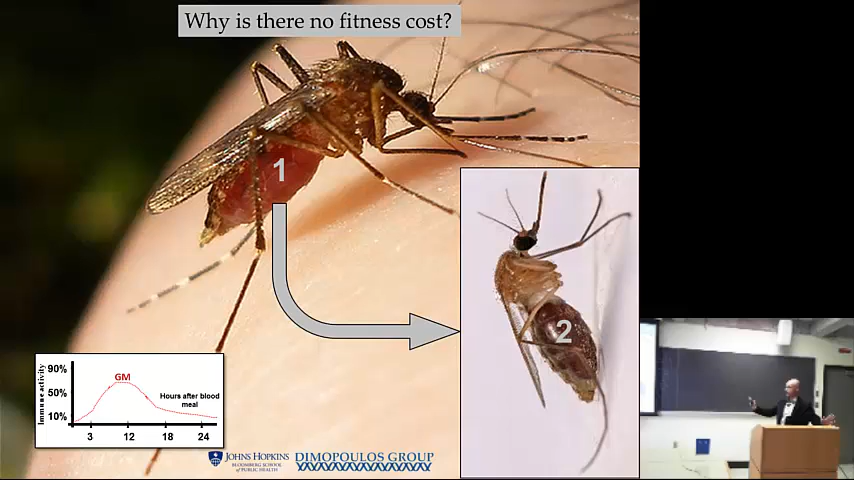 Why is there no fitness cost?
1
2
Immune activity
90%
50%
10%
GM
Hours after blood
meal
3 12 18 24
JOHNS HOPKINS
BLOOMBERG SCHOOL
of PUBLIC HEALTH
DIMOPOULOS GROUP